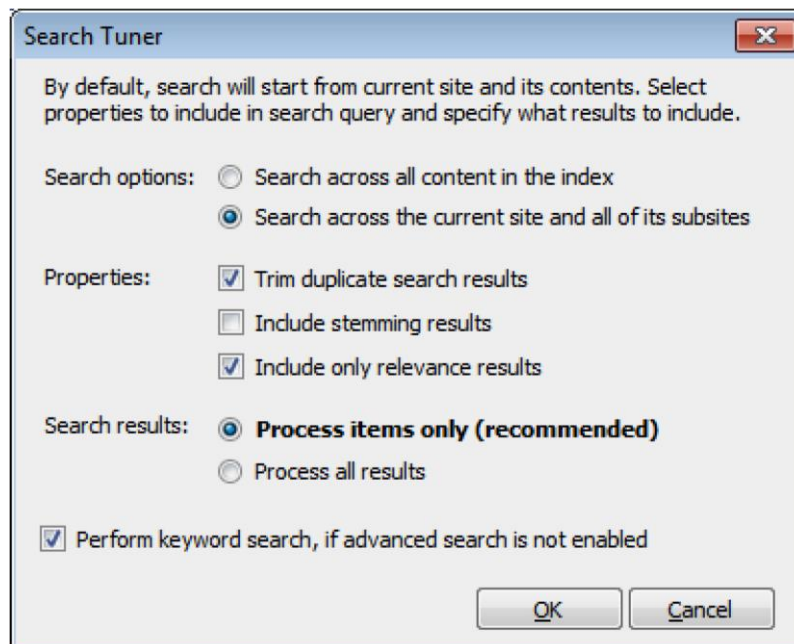 Search Tuner
By default, search will start from current site and its contents. Select
properties to include in search query and specify what results to include.
Search options:
Search across all content in the index
Search across the current site and all of its subsites
Properties:
Trim duplicate search results
Include stemming results
Include only relevance results
Search results:
Process items only (recommended)
Process all results
Perform keyword search, if advanced search is not enabled
OK
Cancel